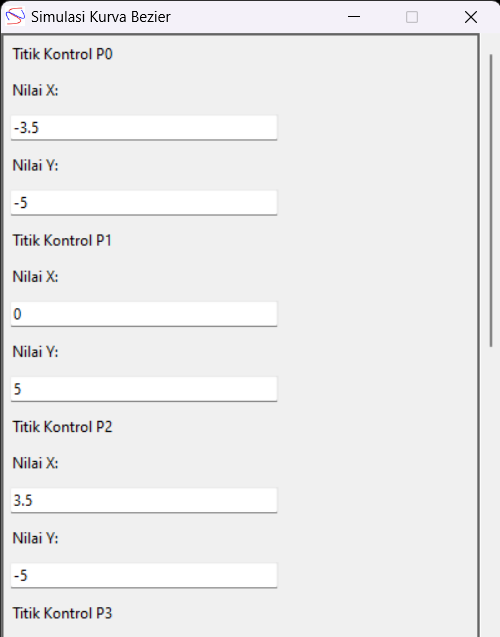 Simulasi Kurva Bezier
Titik Kontrol P0
Nilai X:
-3.5
Nilai Y:
-5
Titik Kontrol P1
Nilai X:
0
Nilai Y:
5
Titik Kontrol P2
Nilai X:
3.5
Nilai Y:
-5
Titik Kontrol P3